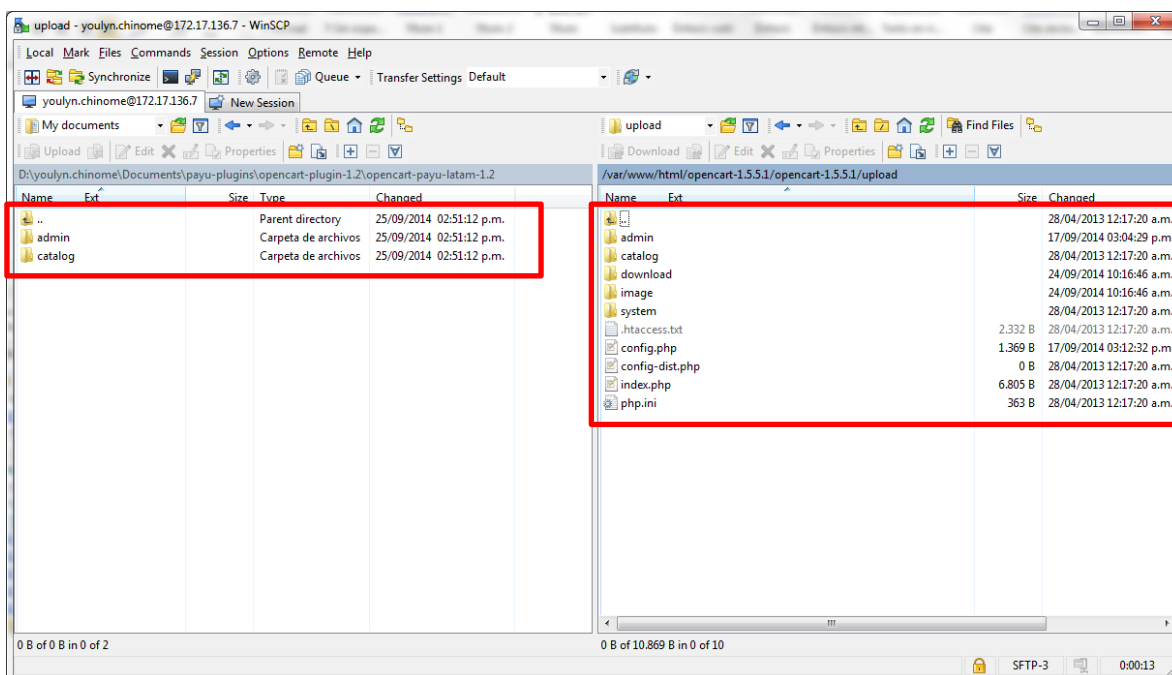 upload - youlyn.chinome@172.17.136.7 - WinSCP
Local Mark Files Commands Session Options Remote Help
Synchronize Queue Transfer Settings Default
youlyn.chinome@172.17.136.7 New Session
My documents
Upload Edit Properties
D:\youlyn.chinome\Documents\payu-plugins\opencart-plugin-1.2\opencart-payu-latam-1.2
Name Ext Size Type Changed
.. Parent directory 25/09/2014 02:51:12 p.m.
admin Carpeta de archivos 25/09/2014 02:51:12 p.m.
catalog Carpeta de archivos 25/09/2014 02:51:12 p.m.
0 B of 0 B in 0 of 2
upload Find Files
Download Edit Properties
/var/www/html/opencart-1.5.5.1/opencart-1.5.5.1/upload
Name Ext Size Changed
.. 28/04/2013 12:17:20 a.m.
admin 17/09/2014 03:04:29 p.m
catalog 28/04/2013 12:17:20 a.m.
download 24/09/2014 10:16:46 a.m.
image 24/09/2014 10:16:46 a.m.
system 28/04/2013 12:17:20 a.m.
.htaccess.txt 2.332 B 28/04/2013 12:17:20 a.m.
config.php 1.369 B 17/09/2014 03:12:32 p.m
config-dist.php 0 B 28/04/2013 12:17:20 a.m.
index.php 6.805 B 28/04/2013 12:17:20 a.m.
php.ini 363 B 28/04/2013 12:17:20 a.m.
0 B of 10.869 B in 0 of 10
SFTP-3 0:00:13